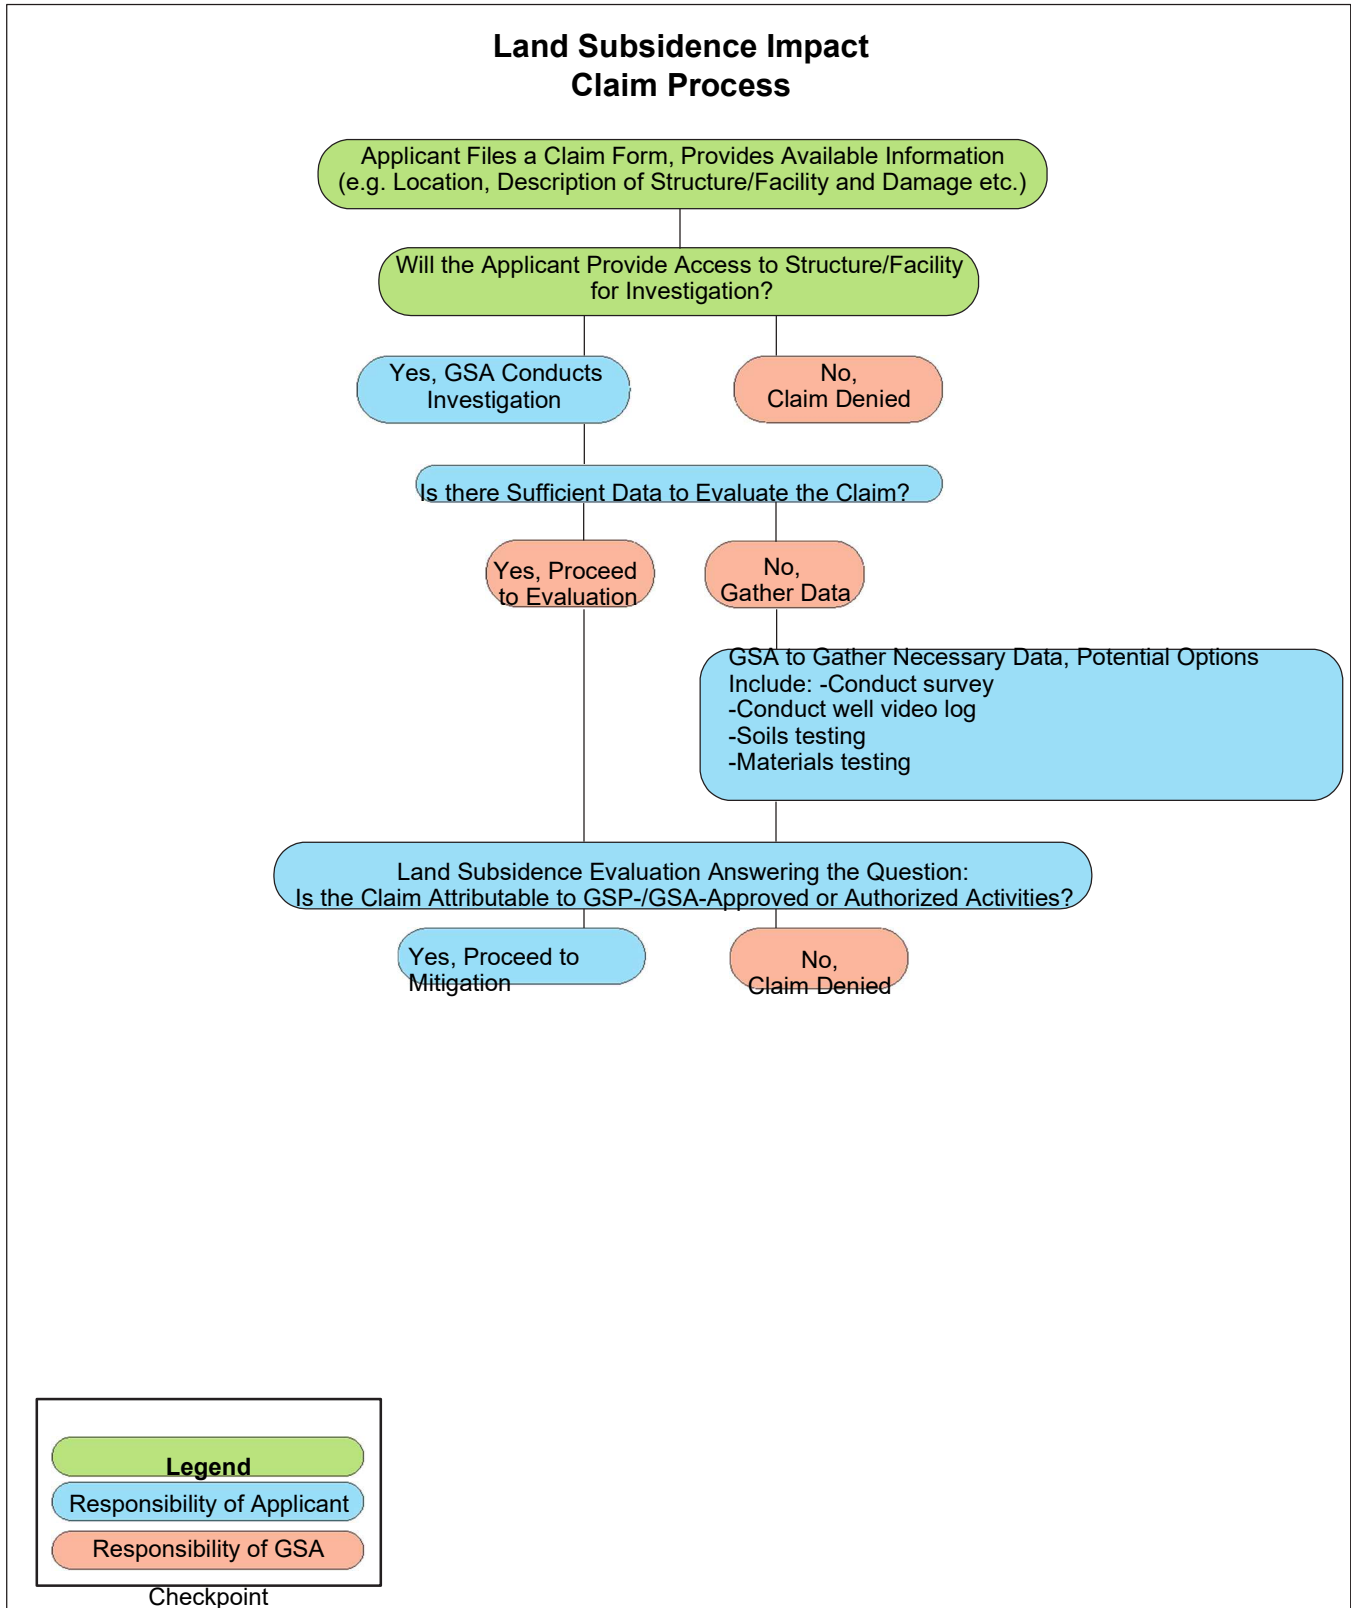 Land Subsidence Impact
Claim Process
Applicant Files a Claim Form, Provides Available Information
(e.g. Location, Description of Structure/Facility and Damage etc.)
Will the Applicant Provide Access to Structure/Facility
for Investigation?
Yes, GSA Conducts
Investigation
No,
Claim Denied
Is there Sufficient Data to Evaluate the Claim?
Yes, Proceed
to Evaluation
No,
Gather Data
GSA to Gather Necessary Data, Potential Options
Include: -Conduct survey
-Conduct well video log
-Soils testing
-Materials testing
Land Subsidence Evaluation Answering the Question:
Is the Claim Attributable to GSP-/GSA-Approved or Authorized Activities?
Yes, Proceed to
Mitigation
No,
Claim Denied
Legend
Responsibility of Applicant
Responsibility of GSA
Checkpoint